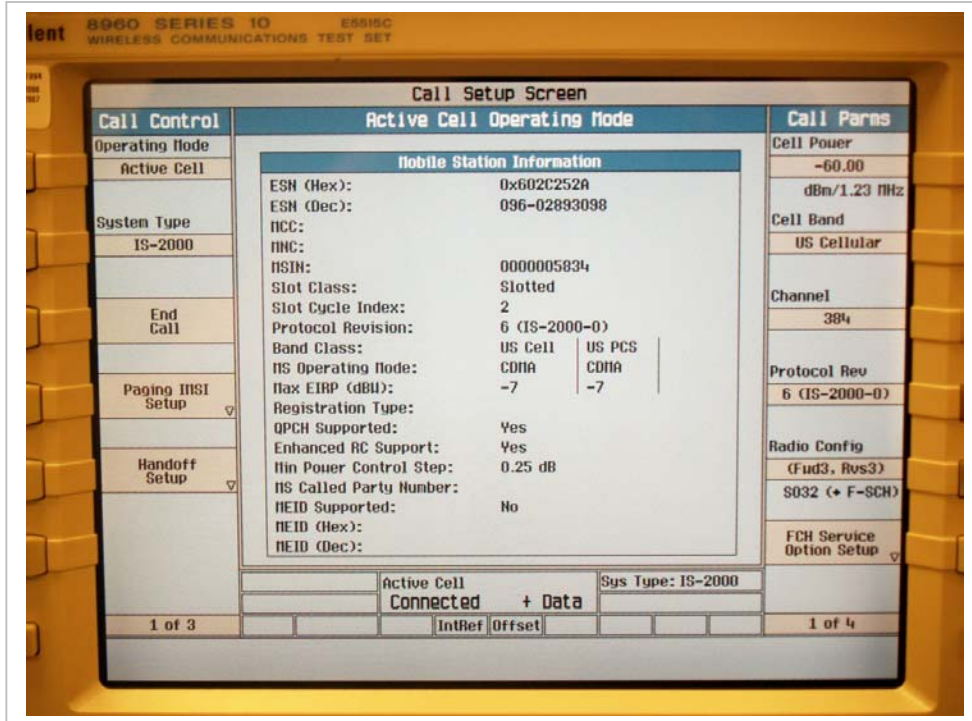 lent 8960 SERIES 10 E5515C
WIRELESS COMMUNICATIONS TEST SET
Call Setup Screen
Call Control
Operating Mode
Active Cell
System Type
IS-2000
End
Call
Paging IMSI
Setup
Handoff
Setup
1 of 3
Active Cell Operating Mode
Mobile Station Information
ESN (Hex): 0x602C252A
ESN (Dec): 096-02893098
MCC:
MNC:
MSIN: 0000005834
Slot Class: Slotted
Slot Cycle Index: 2
Protocol Revision: 6 (IS-2000-0)
Band Class: US Cell US PCS
MS Operating Mode: CDMA CDMA
Max EIRP (dBW): -7 -7
Registration Type:
QPCH Supported: Yes
Enhanced RC Support: Yes
Min Power Control Step: 0.25 dB
MS Called Party Number:
MEID Supported: No
MEID (Hex):
MEID (Dec):
Active Cell Sys Type: IS-2000
Connected + Data
IntRef Offset
Call Parms
Cell Power
-60.00
dBm/1.23 MHz
Cell Band
US Cellular
Channel
384
Protocol Rev
6 (IS-2000-0)
Radio Config
(Fwd3, Rvs3)
SO32 (+ F-SCH)
FCH Service
Option Setup
1 of 4